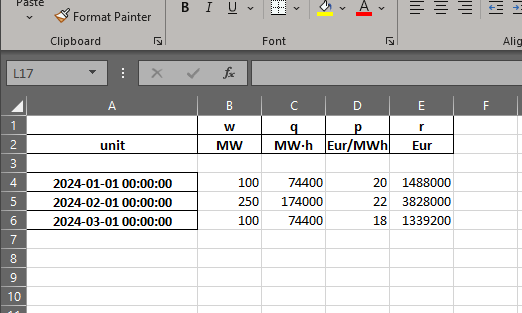 Paste
Format Painter
B I U A
Clipboard Font Alig
L17 fx
A B C D E F
1 w q p r
2 unit MW MW·h Eur/MWh Eur
3
4 2024-01-01 00:00:00 100 74400 20 1488000
5 2024-02-01 00:00:00 250 174000 22 3828000
6 2024-03-01 00:00:00 100 74400 18 1339200
7
8
9
10